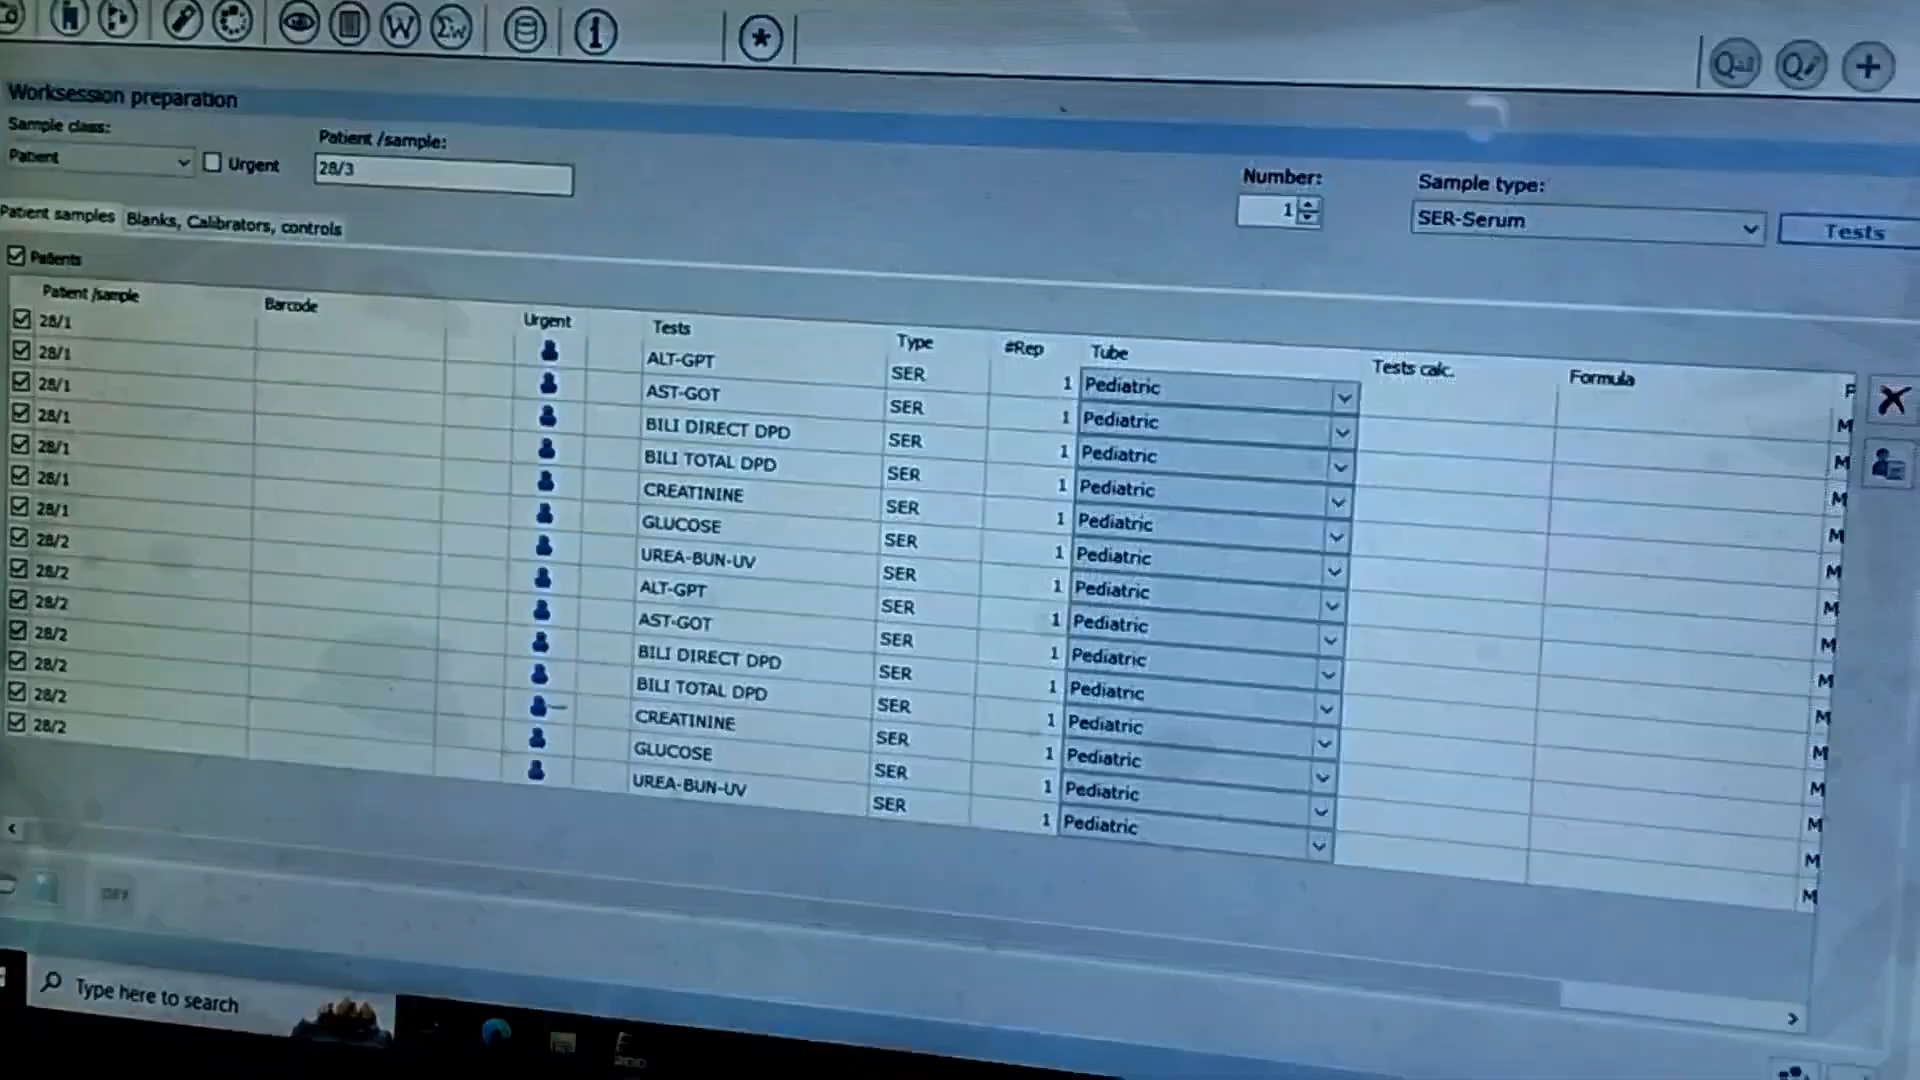 Worksession preparation
Sample class:
Patient
Urgent
Patient /sample:
28/3
Number:
1
Sample type:
SER-Serum
Tests
Patient samples
Blanks, Calibrators, controls
Patients
Patient /sample Barcode Urgent Tests Type #Rep Tube Tests calc. Formula
28/1 ALT-GPT SER 1 Pediatric M
28/1 AST-GOT SER 1 Pediatric M
28/1 BILI DIRECT DPD SER 1 Pediatric M
28/1 BILI TOTAL DPD SER 1 Pediatric M
28/1 CREATININE SER 1 Pediatric M
28/1 GLUCOSE SER 1 Pediatric M
28/1 UREA-BUN-UV SER 1 Pediatric M
28/2 ALT-GPT SER 1 Pediatric M
28/2 AST-GOT SER 1 Pediatric M
28/2 BILI DIRECT DPD SER 1 Pediatric M
28/2 BILI TOTAL DPD SER 1 Pediatric M
28/2 CREATININE SER 1 Pediatric M
28/2 GLUCOSE SER 1 Pediatric M
28/2 UREA-BUN-UV SER 1 Pediatric M
OFF
Type here to search
200